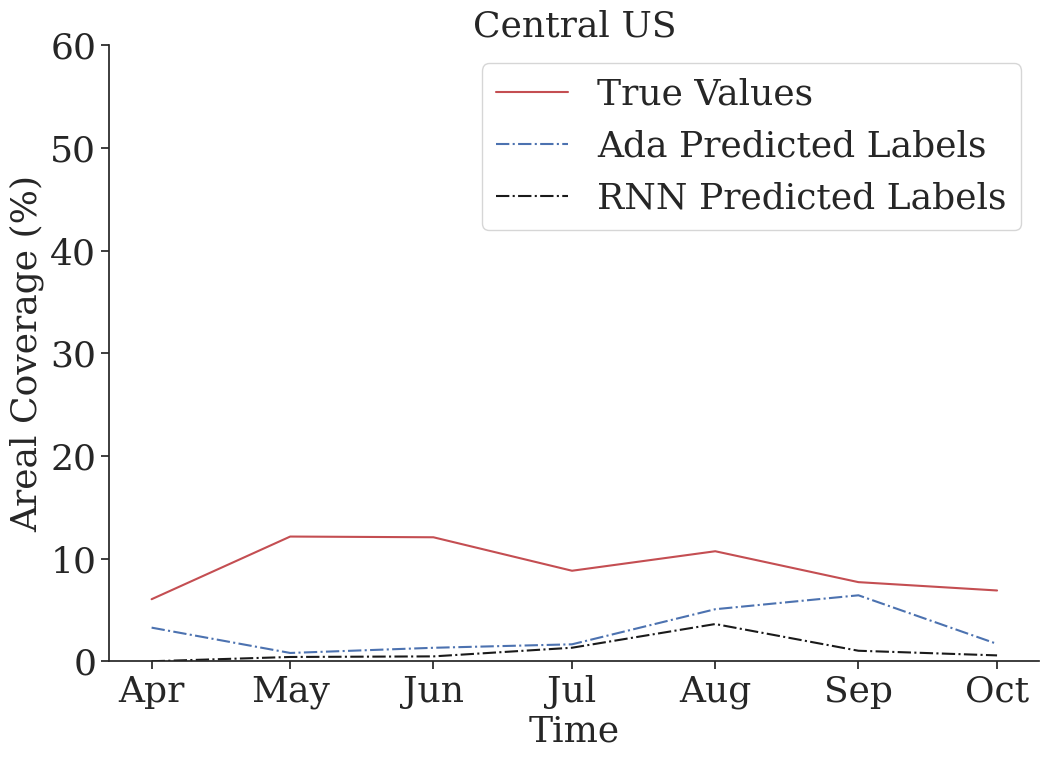 Central US
60
50
40
30
20
10
0
Areal Coverage (%)
True Values
Ada Predicted Labels
RNN Predicted Labels
Apr May Jun Jul Aug Sep Oct
Time